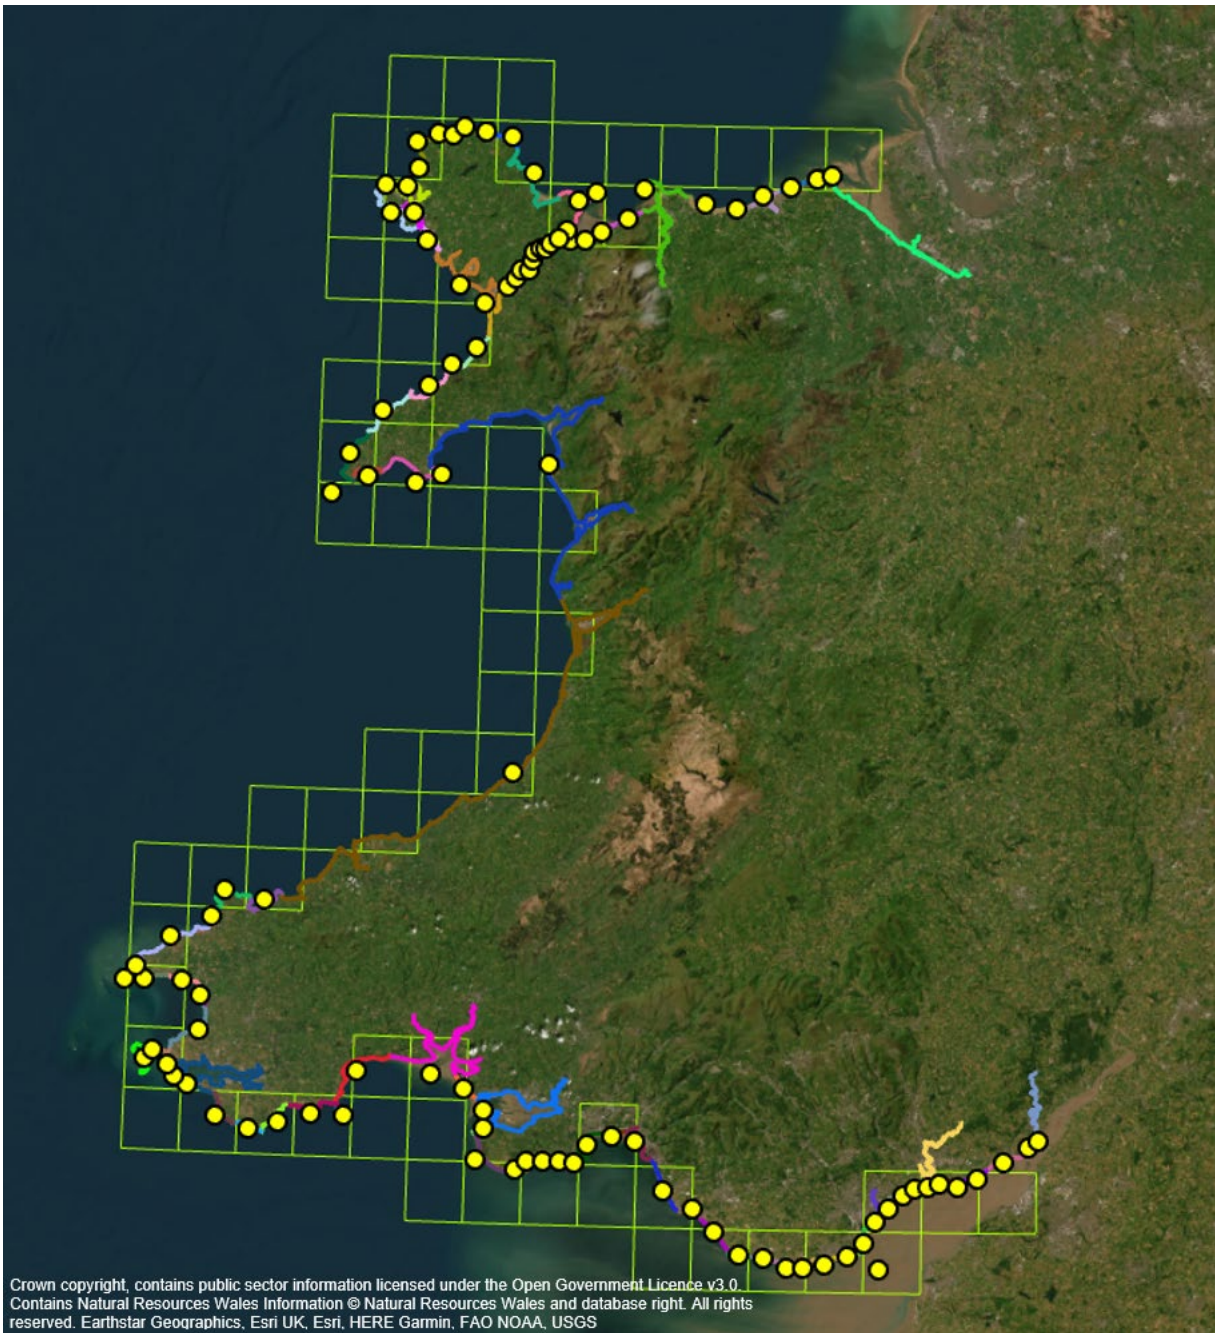 Crown copyright, contains public sector information licensed under the Open Government Licence v3.0.
Contains Natural Resources Wales Information © Natural Resources Wales and database right. All rights
reserved. Earthstar Geographics, Esri UK, Esri, HERE Garmin, FAO NOAA, USGS